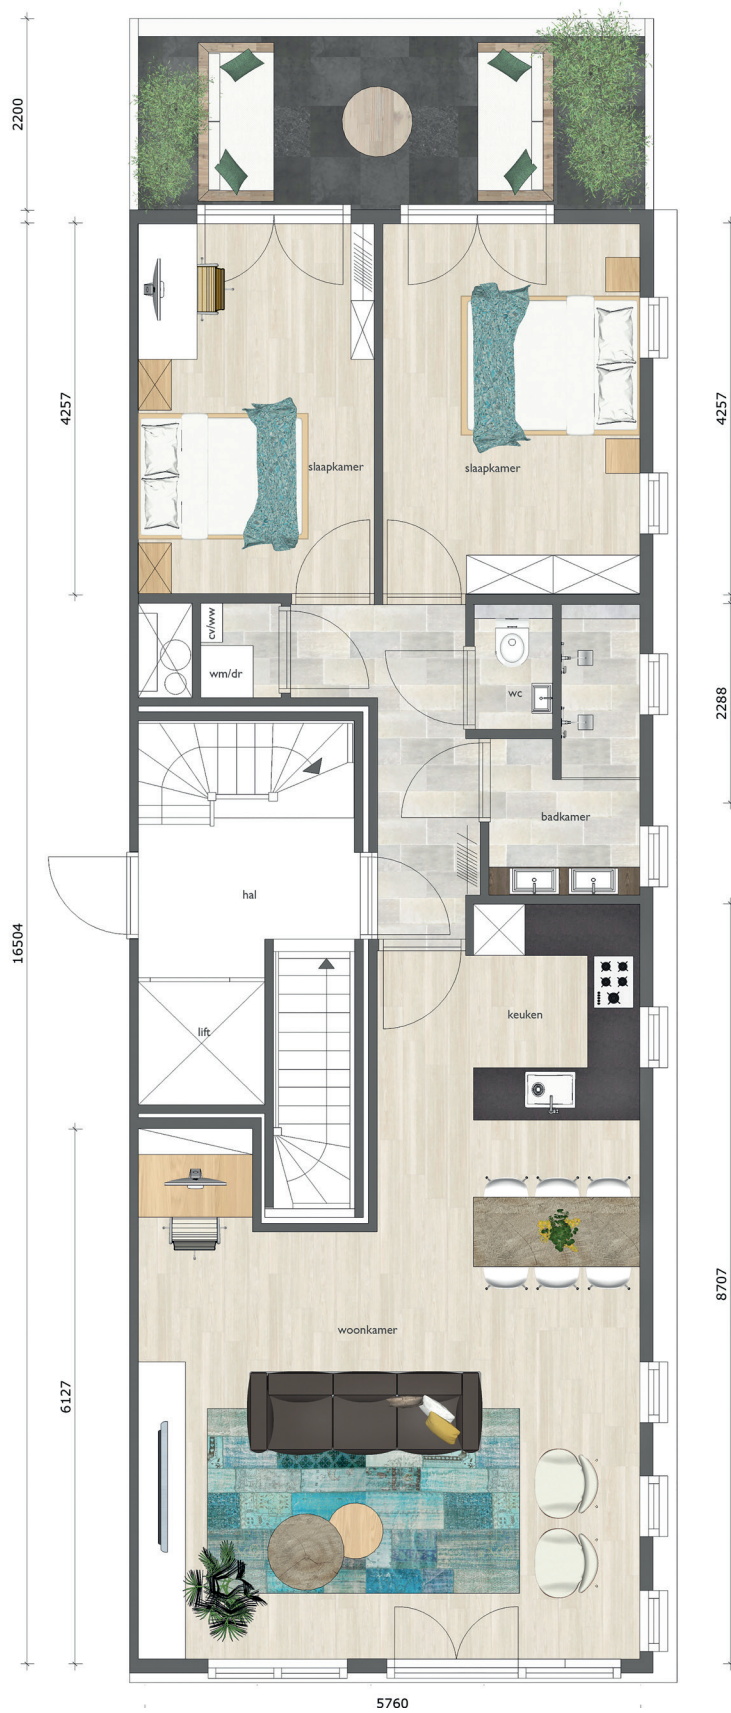 2200
4257
4257
slaapkamer
slaapkamer
cv/ww
wm/dr
wc
2288
badkamer
hal
16504
keuken
lift
8707
woonkamer
6127
5760